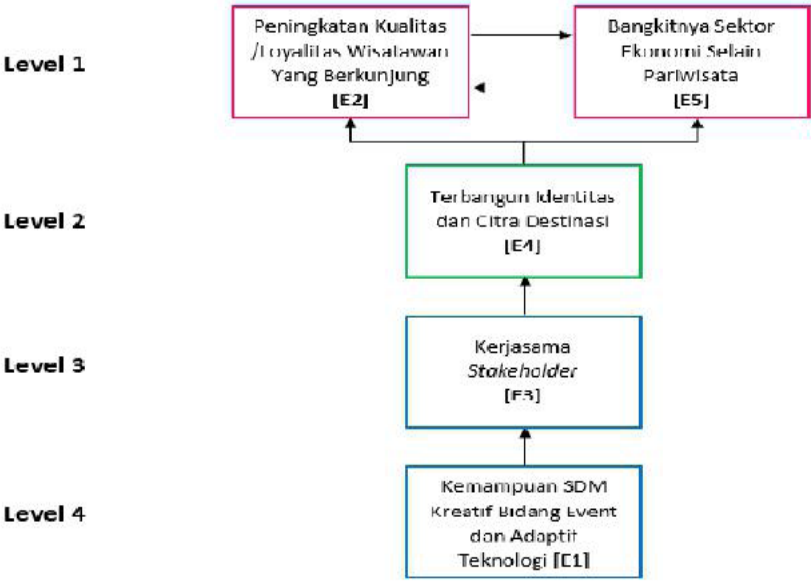 Level 1
Peningkatan Kualitas
/Loyalitas Wisatawan
Yang Berkunjung
[E2]
Bangkitnya Sektor
Ekonomi Selain
Pariwisata
[E5]
Level 2
Terbangun Identitas
dan Citra Destinasi
[E4]
Level 3
Kerjasama
Stakeholder
[E3]
Level 4
Kemampuan SDM
Kreatif Bidang Event
dan Adaptif
Teknologi [E1]